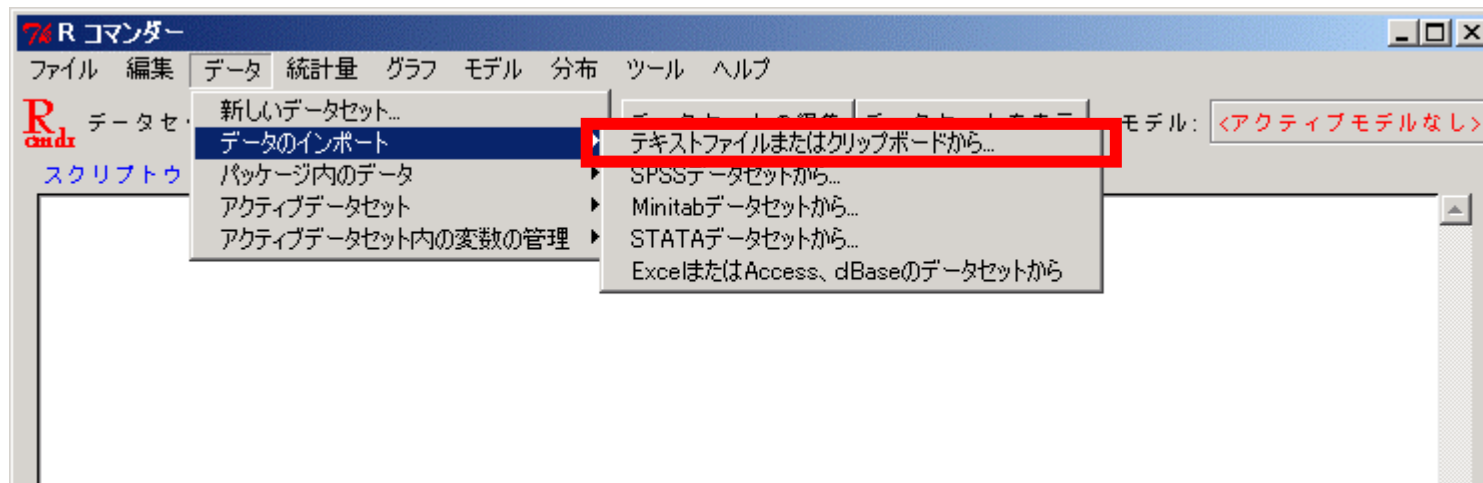 R コマンダー
ファイル 編集 データ 統計量 グラフ モデル 分布 ツール ヘルプ
Rcmdr データセ モデル: <アクティブモデルなし>
スクリプトウ
新しいデータセット...
データのインポート
パッケージ内のデータ
アクティブデータセット
アクティブデータセット内の変数の管理
テキストファイルまたはクリップボードから...
SPSSデータセットから...
Minitabデータセットから...
STATAデータセットから...
ExcelまたはAccess、dBaseのデータセットから